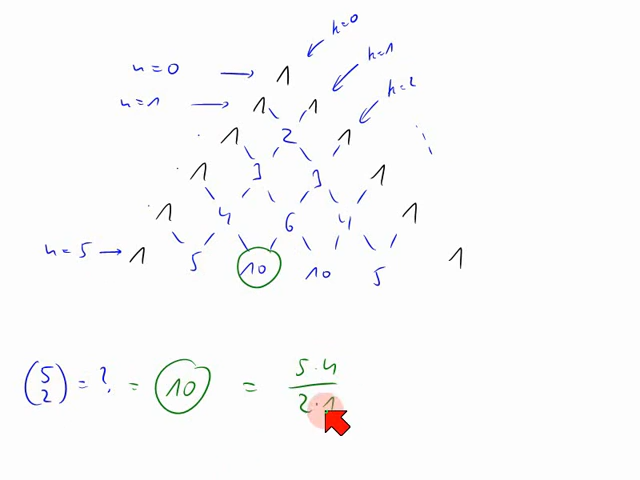 k=0
n=0 → 1 k=1
n=1 → 1 1 k=2
1 2 1
1 3 3 1
1 4 6 4 1
n=5 → 1 5 10 10 5 1
(5 2) = ? = 10 = 5·4 / 2·1